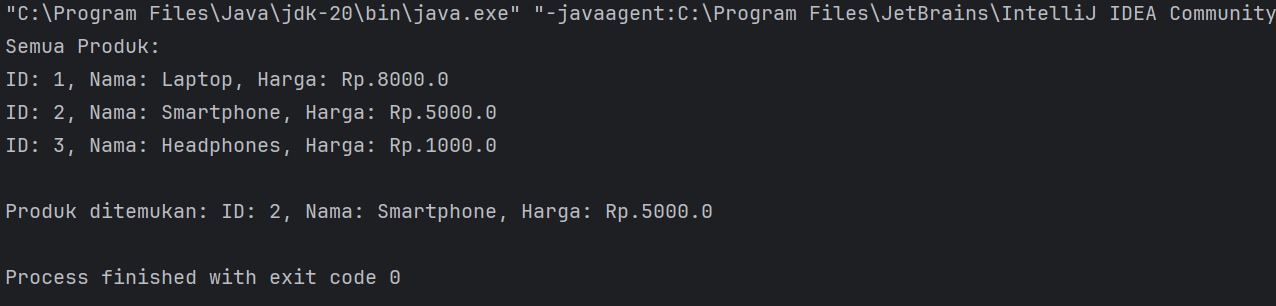 "C:\Program Files\Java\jdk-20\bin\java.exe" "-javaagent:C:\Program Files\JetBrains\IntelliJ IDEA Community
Semua Produk:
ID: 1, Nama: Laptop, Harga: Rp.8000.0
ID: 2, Nama: Smartphone, Harga: Rp.5000.0
ID: 3, Nama: Headphones, Harga: Rp.1000.0
Produk ditemukan: ID: 2, Nama: Smartphone, Harga: Rp.5000.0
Process finished with exit code 0